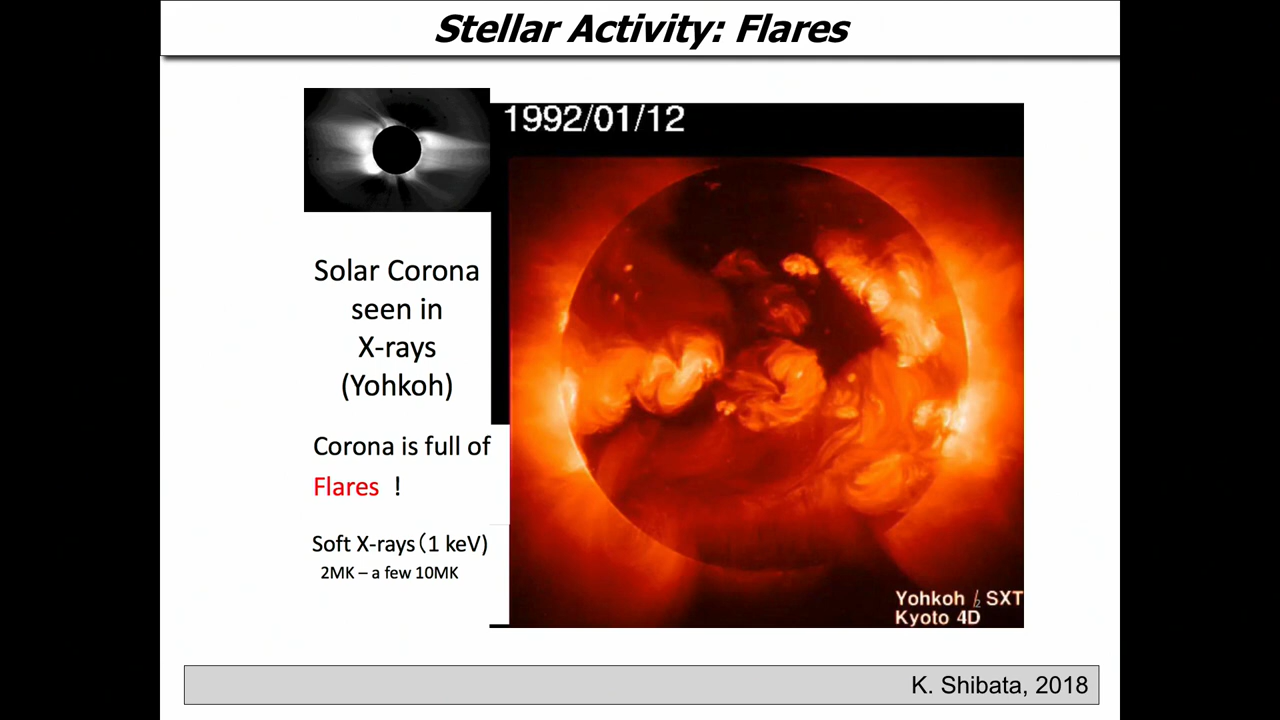 Stellar Activity: Flares
1992/01/12
Solar Corona
seen in
X-rays
(Yohkoh)
Corona is full of
Flares !
Soft X-rays(1 keV)
2MK – a few 10MK
Yohkoh SXT
Kyoto 4D
K. Shibata, 2018